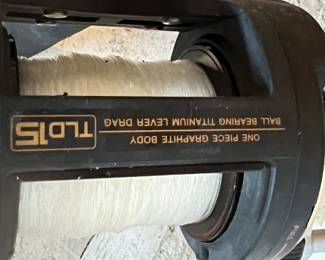 TLD15
ONE PIECE GRAPHITE BODY
BALL BEARING TITANIUM LEVER DRAG